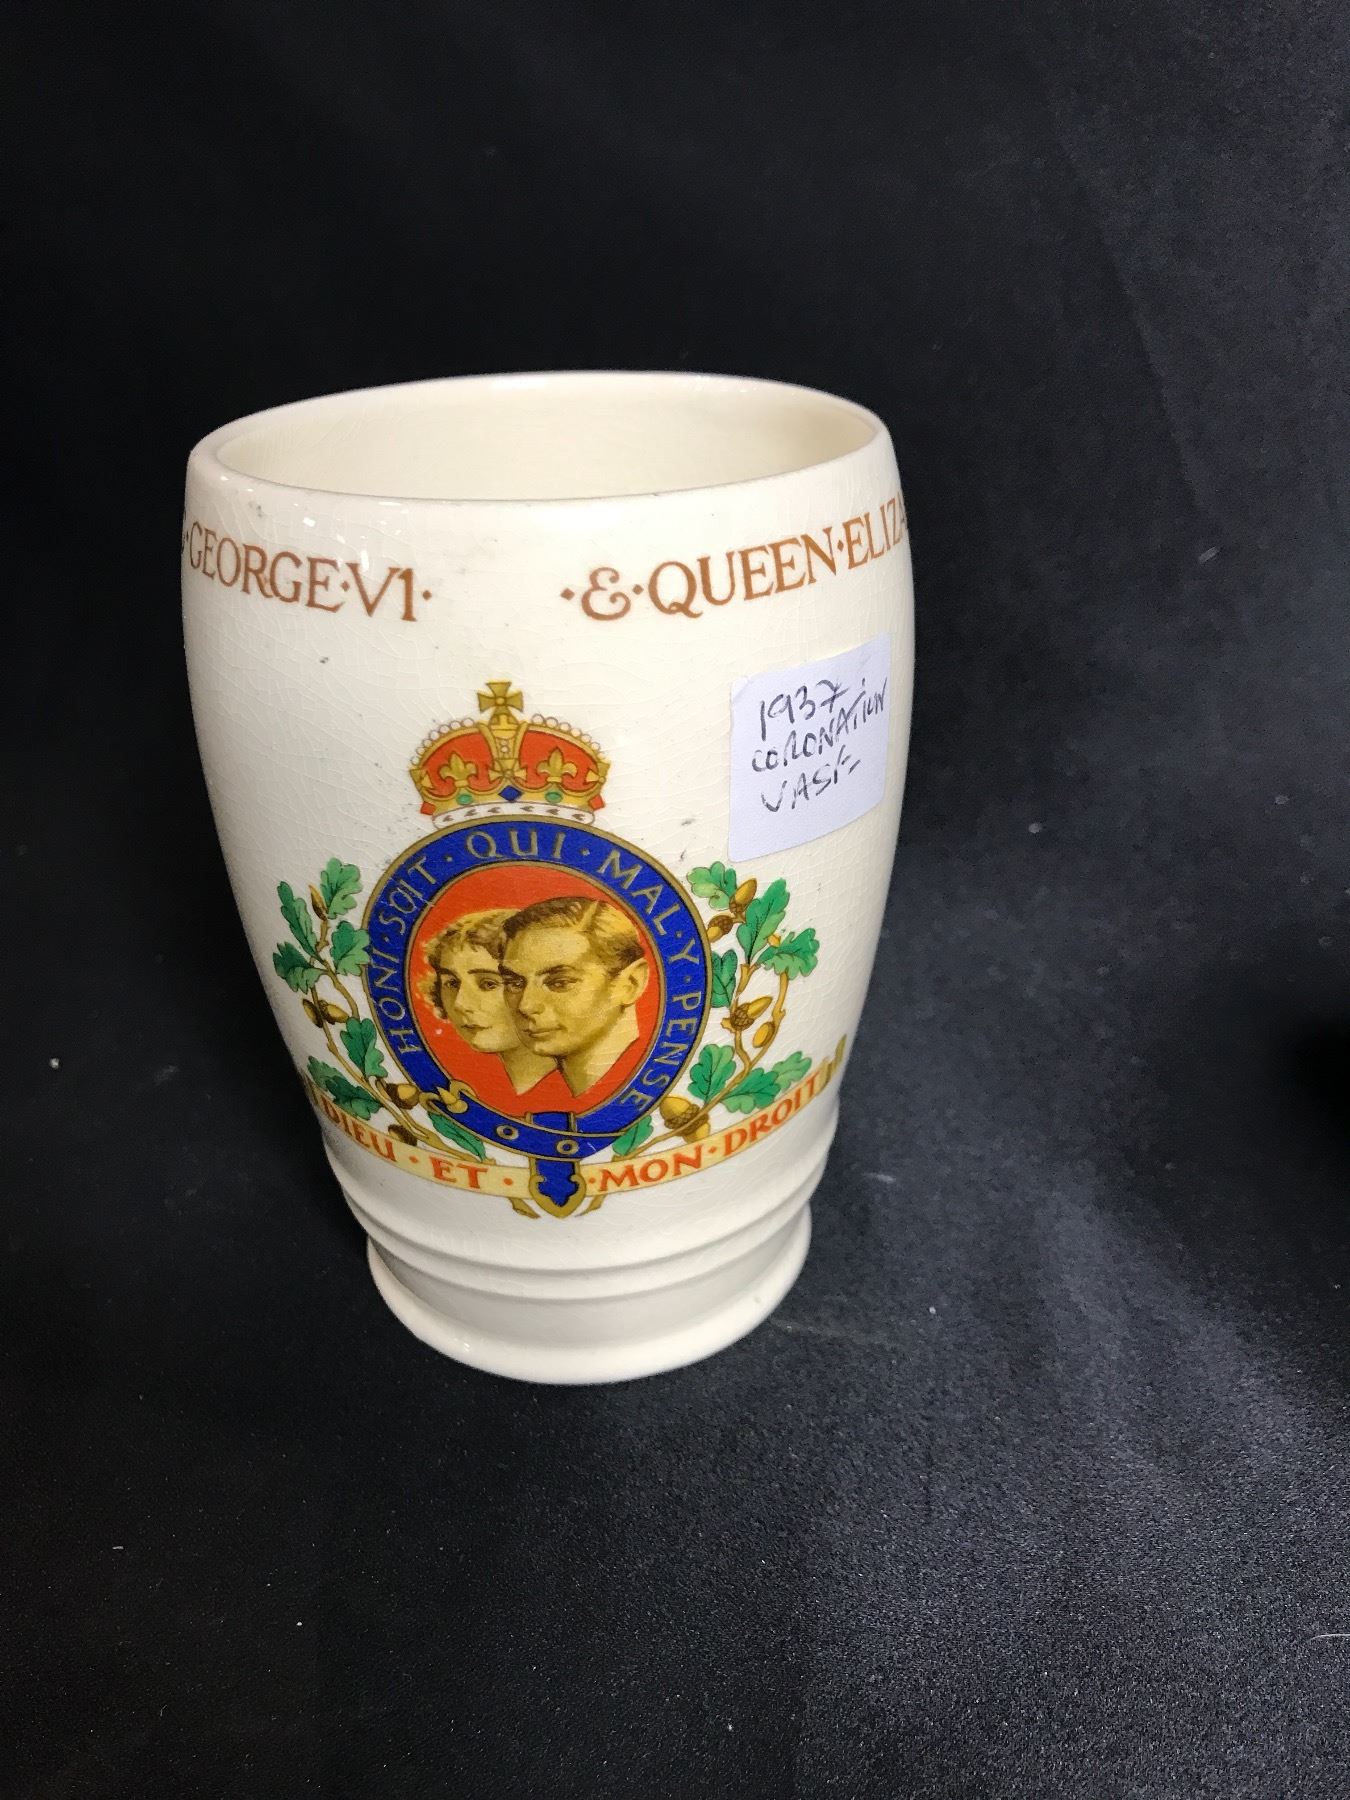 ·GEORGE·VI· ·&·QUEEN·ELIZA
1937
CORONATION
VASE
HONI·SOIT·QUI·MAL·Y·PENSE
DIEU·ET· ·MON·DROIT